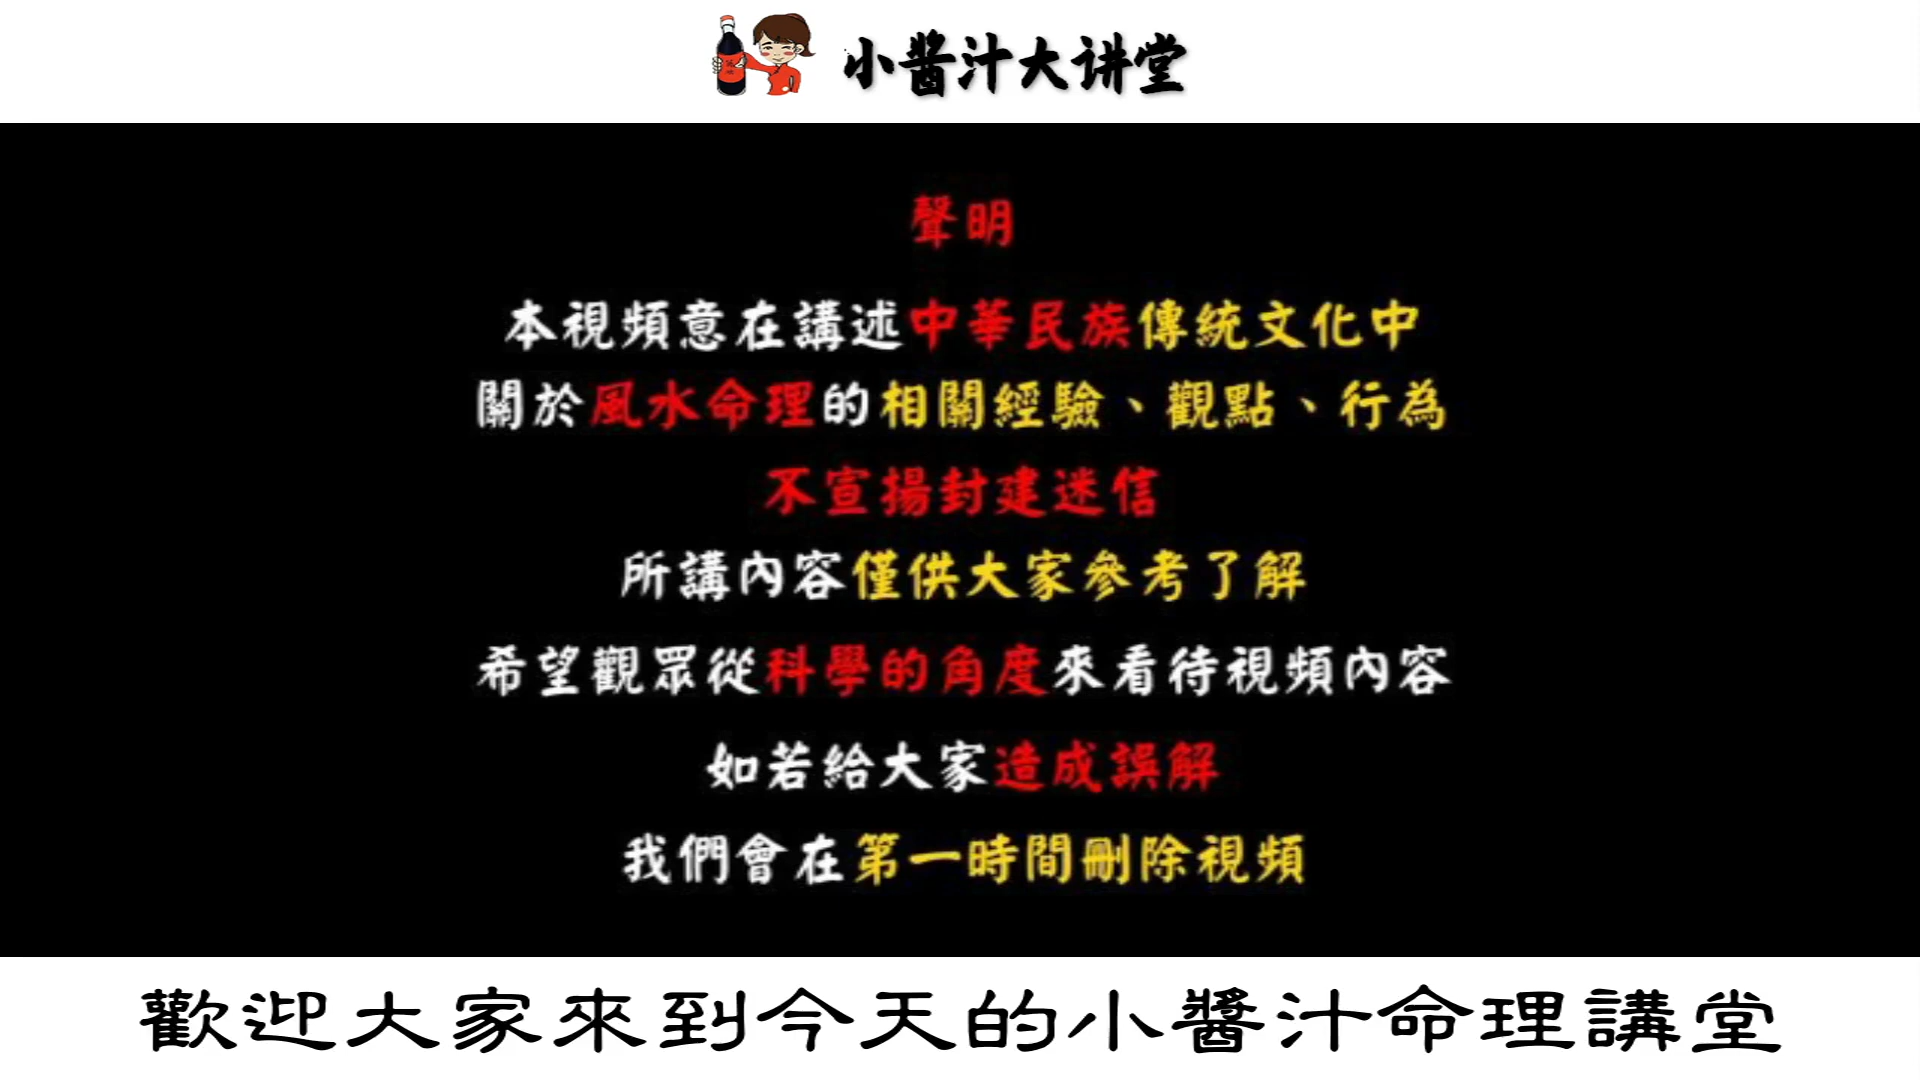 小醬汁大讲堂
聲明
本視頻意在講述中華民族傳統文化中
關於風水命理的相關經驗、觀點、行為
不宣揚封建迷信
所講內容僅供大家參考了解
希望觀眾從科學的角度來看待視頻內容
如若給大家造成誤解
我們會在第一時間刪除視頻
歡迎大家來到今天的小醬汁命理講堂